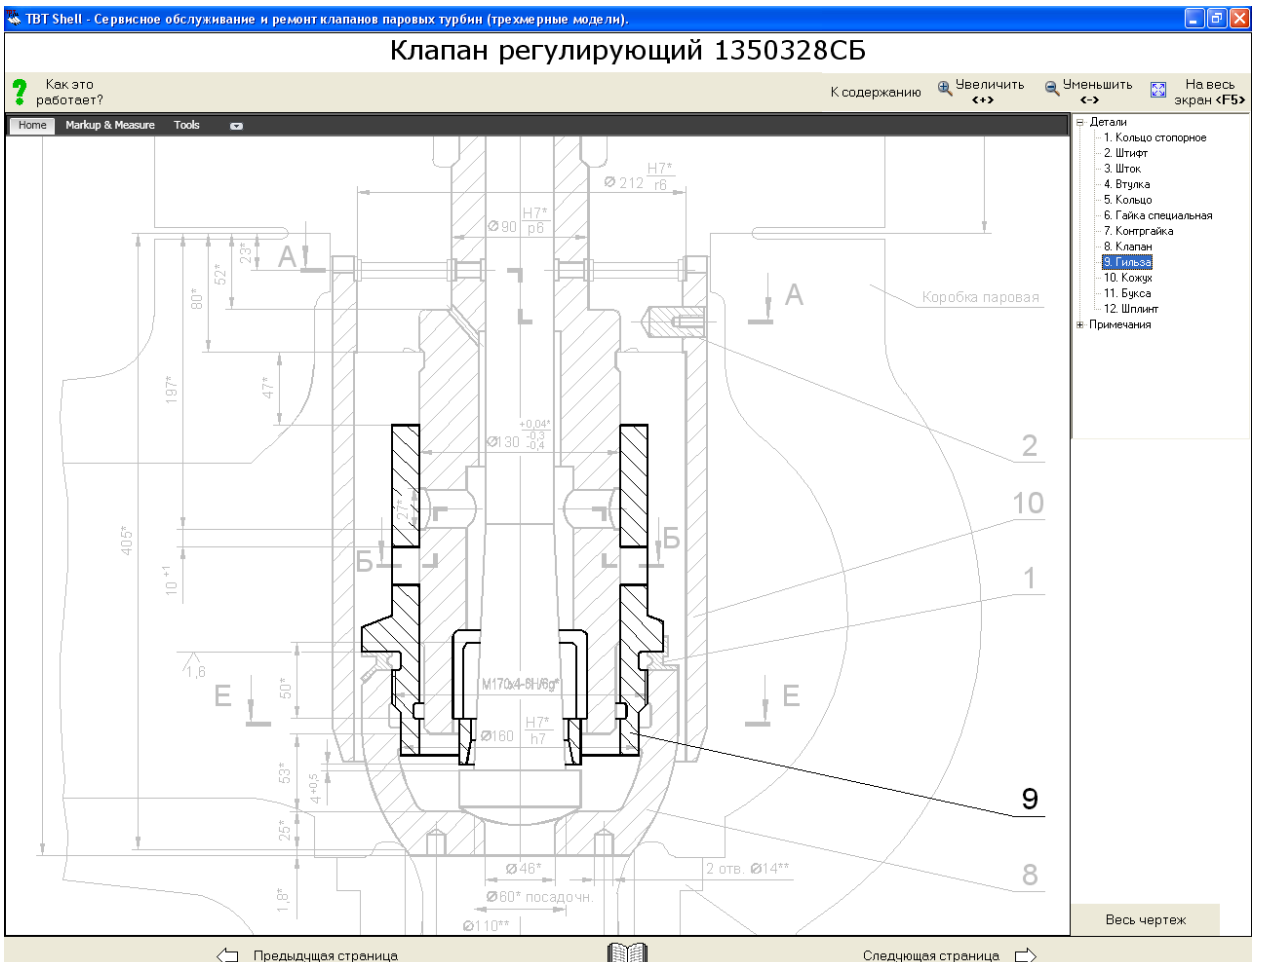 TBT Shell - Сервисное обслуживание и ремонт клапанов паровых турбин (трехмерные модели).
Клапан регулирующий 1350328СБ
Как это
работает?
К содержанию
Увеличить
<+>
Уменьшить
<->
На весь
экран <F5>
Home Markup & Measure Tools
Детали
1. Кольцо стопорное
2. Штифт
3. Шток
4. Втулка
5. Кольцо
6. Гайка специальная
7. Контргайка
8. Клапан
9. Гильза
10. Кожух
11. Букса
12. Шплинт
Примечания
Ø 212 H7*/r6
Ø90 H7*/p6
А
А
23*
52*
80*
Коробка паровая
197*
47*
Ø130 +0,04*/-0,3 -0,4
2
27*
10
405*
Б
Б
10 +1
1
1,6
М170х4-8H/6g*
50*
Е
Е
Ø160 H7*/h7
53*
4 +0,5
9
25*
Ø46*
2 отв. Ø14**
8
1,8*
Ø60* посадочн.
Ø110**
Весь чертеж
Предыдущая страница
Следующая страница